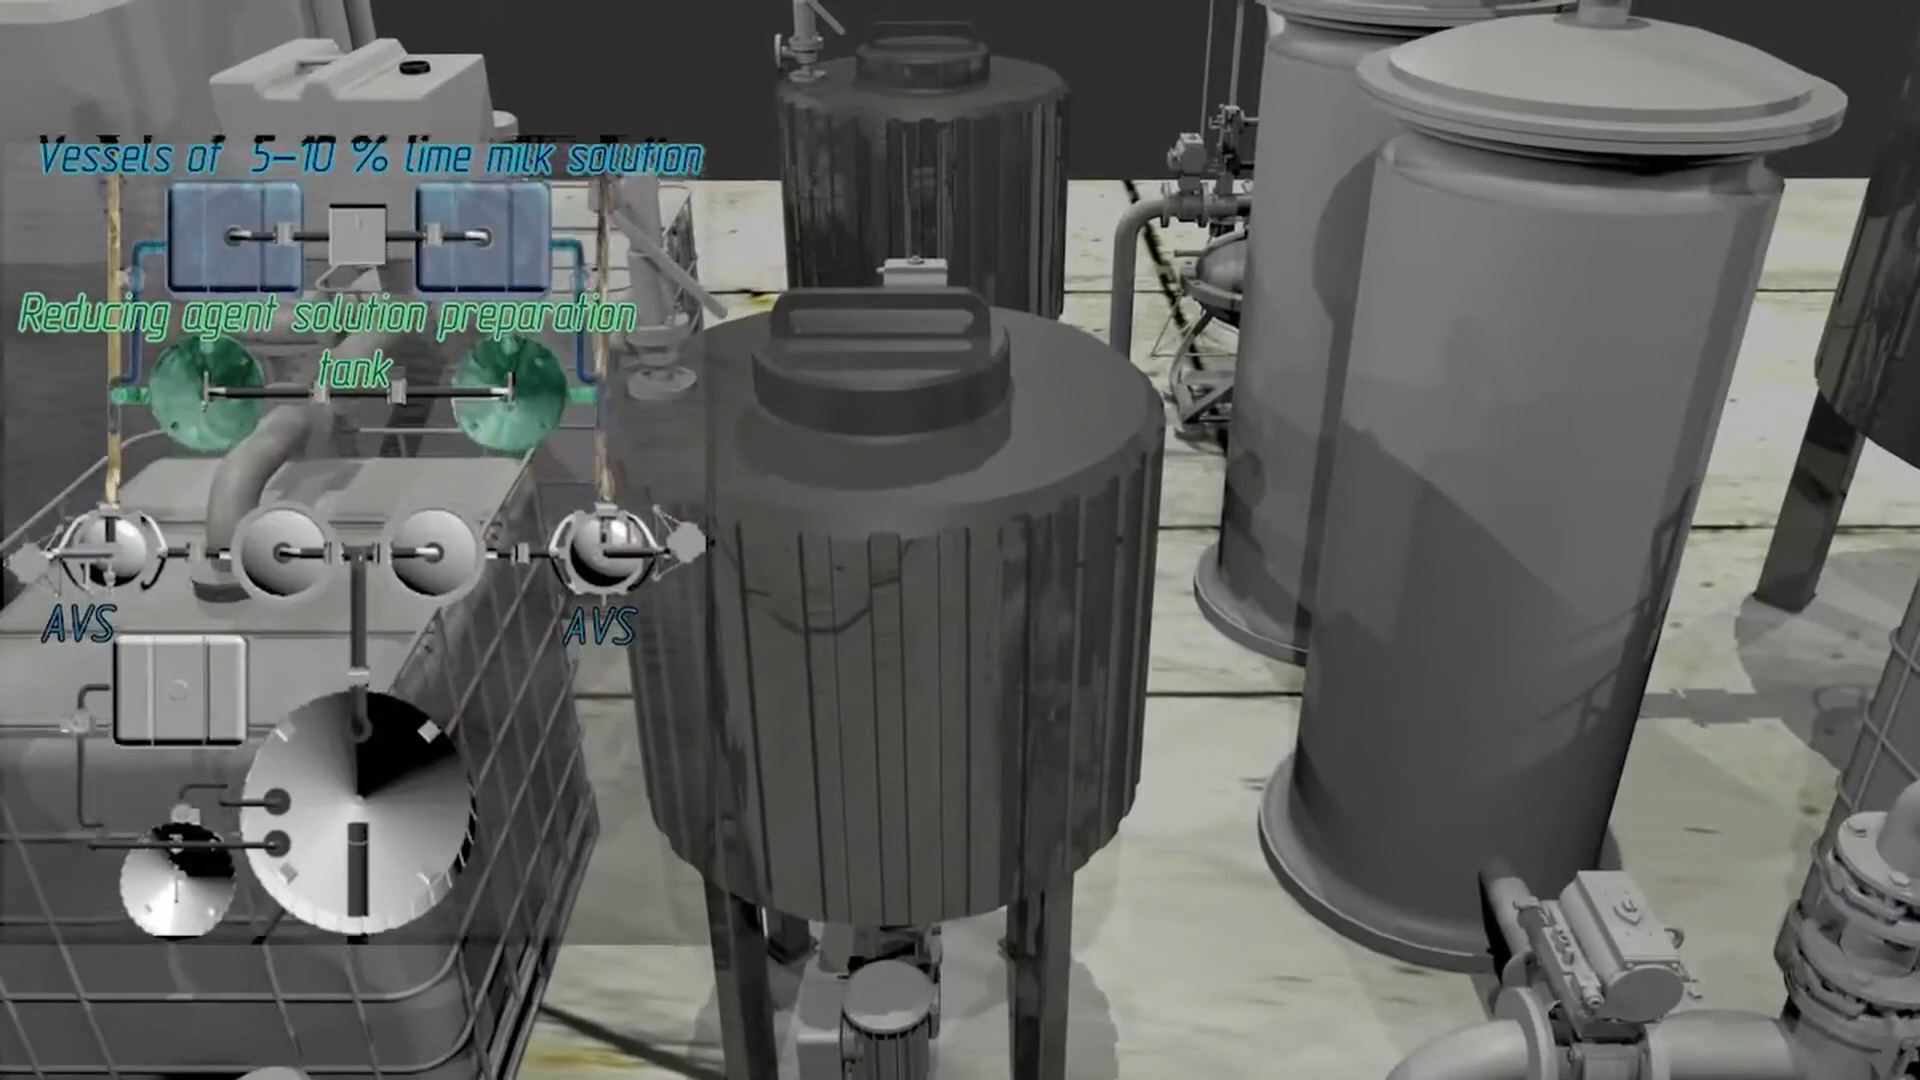 Vessels of 5-10 % lime milk solution
Reducing agent solution preparation
tank
AVS AVS